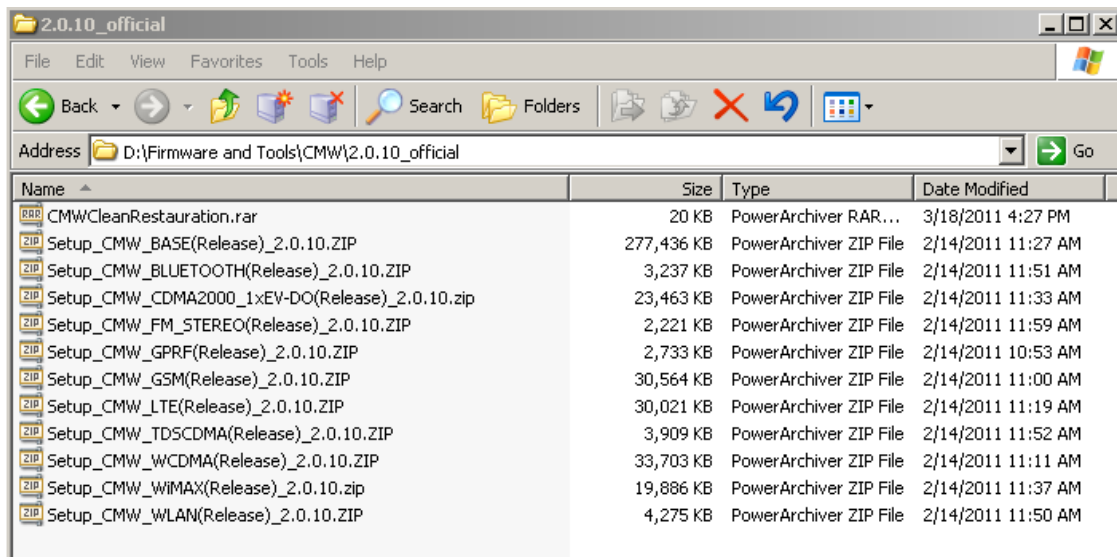 2.0.10_official
File Edit View Favorites Tools Help
Back Search Folders
Address D:\Firmware and Tools\CMW\2.0.10_official Go
Name Size Type Date Modified
RAR CMWCleanRestauration.rar 20 KB PowerArchiver RAR... 3/18/2011 4:27 PM
ZIP Setup_CMW_BASE(Release)_2.0.10.ZIP 277,436 KB PowerArchiver ZIP File 2/14/2011 11:27 AM
ZIP Setup_CMW_BLUETOOTH(Release)_2.0.10.ZIP 3,237 KB PowerArchiver ZIP File 2/14/2011 11:51 AM
ZIP Setup_CMW_CDMA2000_1xEV-DO(Release)_2.0.10.zip 23,463 KB PowerArchiver ZIP File 2/14/2011 11:33 AM
ZIP Setup_CMW_FM_STEREO(Release)_2.0.10.ZIP 2,221 KB PowerArchiver ZIP File 2/14/2011 11:59 AM
ZIP Setup_CMW_GPRF(Release)_2.0.10.ZIP 2,733 KB PowerArchiver ZIP File 2/14/2011 10:53 AM
ZIP Setup_CMW_GSM(Release)_2.0.10.ZIP 30,564 KB PowerArchiver ZIP File 2/14/2011 11:00 AM
ZIP Setup_CMW_LTE(Release)_2.0.10.ZIP 30,021 KB PowerArchiver ZIP File 2/14/2011 11:19 AM
ZIP Setup_CMW_TDSCDMA(Release)_2.0.10.ZIP 3,909 KB PowerArchiver ZIP File 2/14/2011 11:52 AM
ZIP Setup_CMW_WCDMA(Release)_2.0.10.ZIP 33,703 KB PowerArchiver ZIP File 2/14/2011 11:11 AM
ZIP Setup_CMW_WiMAX(Release)_2.0.10.zip 19,886 KB PowerArchiver ZIP File 2/14/2011 11:37 AM
ZIP Setup_CMW_WLAN(Release)_2.0.10.ZIP 4,275 KB PowerArchiver ZIP File 2/14/2011 11:50 AM